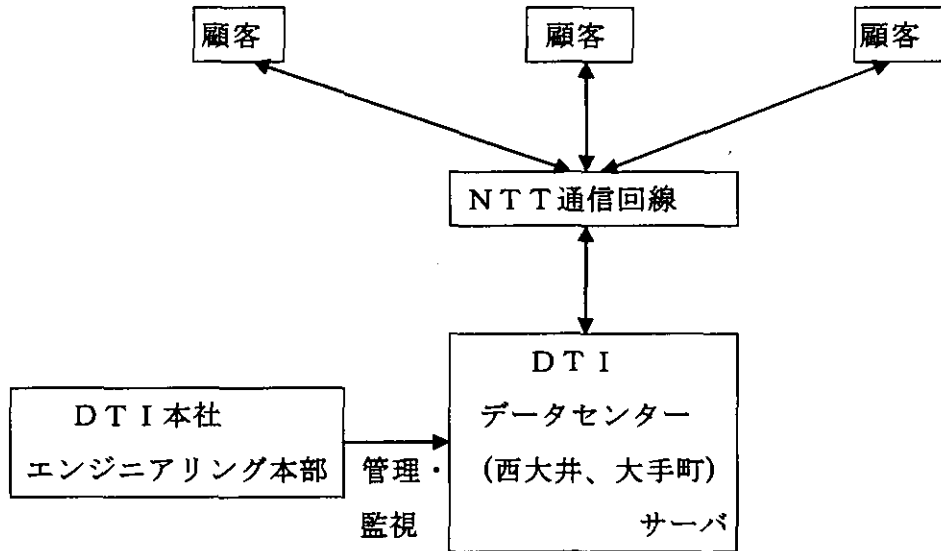 顧客
顧客
顧客
NTT通信回線
DTI
データセンター
(西大井、大手町)
サーバ
DTI本社
エンジニアリング本部
管理・
監視